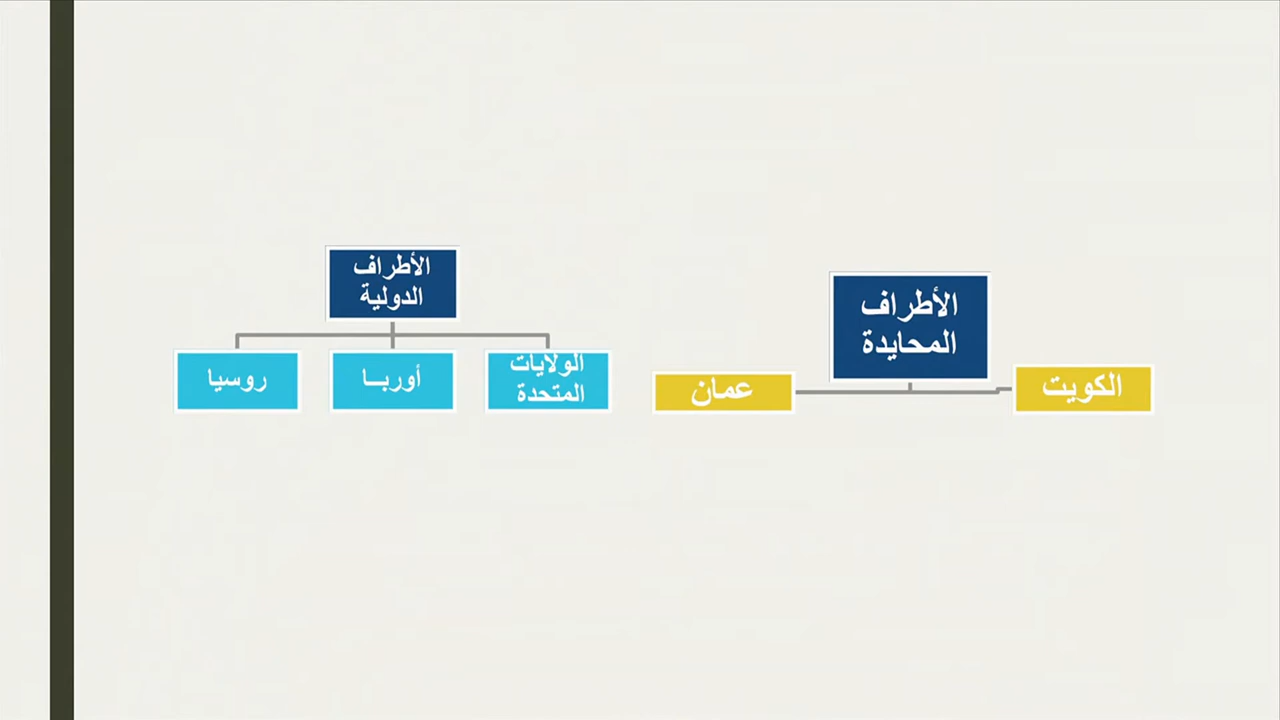 الأطراف
المحايدة
الكويت
عمان
الأطراف
الدولية
الولايات
المتحدة
أوربـا
روسيا